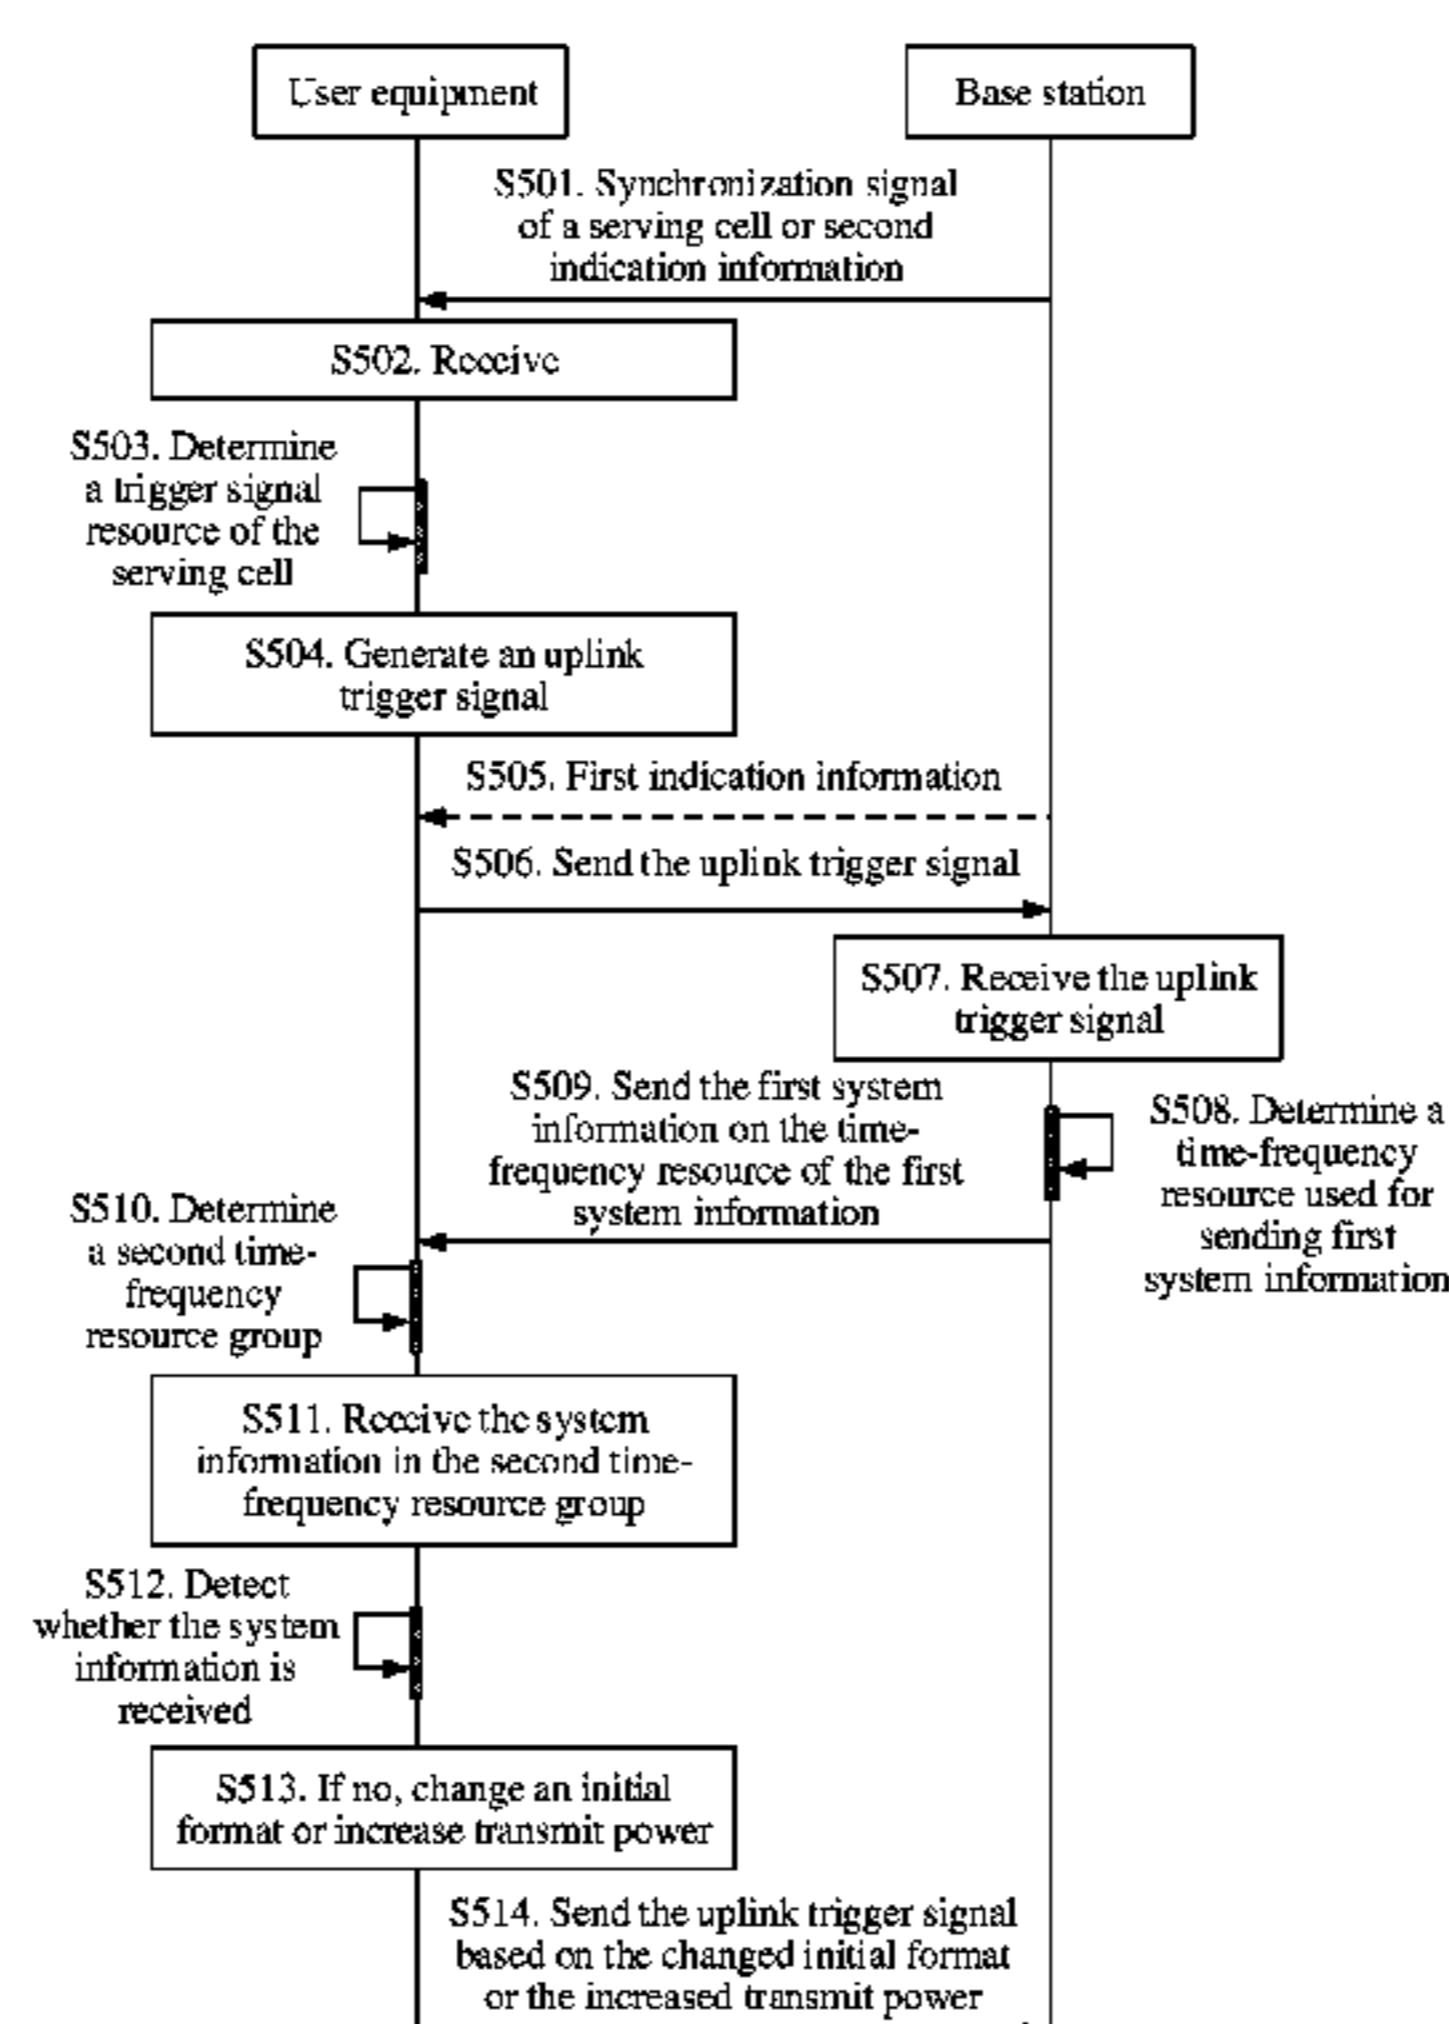 User equipment
Base station
S501. Synchronization signal
of a serving cell or second
indication information
S502. Receive
S503. Determine
a trigger signal
resource of the
serving cell
S504. Generate an uplink
trigger signal
S505. First indication information
S506. Send the uplink trigger signal
S507. Receive the uplink
trigger signal
S508. Determine a
time-frequency
resource used for
sending first
system information
S509. Send the first system
information on the time-
frequency resource of the first
system information
S510. Determine
a second time-
frequency
resource group
S511. Receive the system
information in the second time-
frequency resource group
S512. Detect
whether the system
information is
received
S513. If no, change an initial
format or increase transmit power
S514. Send the uplink trigger signal
based on the changed initial format
or the increased transmit power